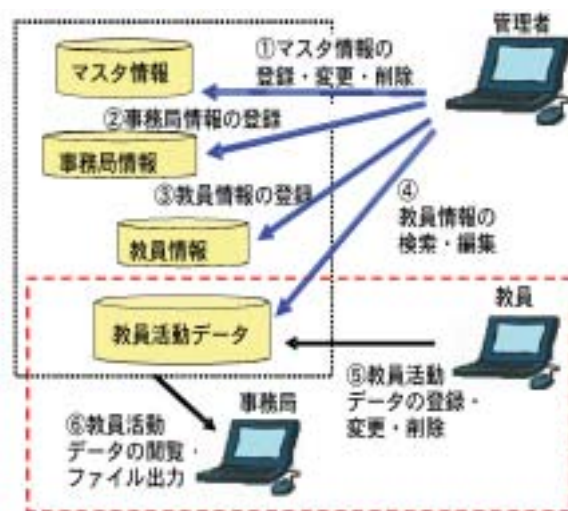 管理者
①マスタ情報の
登録・変更・削除
マスタ情報
②事務局情報の登録
事務局情報
③教員情報の登録
④
教員情報の
検索・編集
教員情報
教員
教員活動データ
⑤教員活動
データの登録・
変更・削除
事務局
⑥教員活動
データの閲覧・
ファイル出力